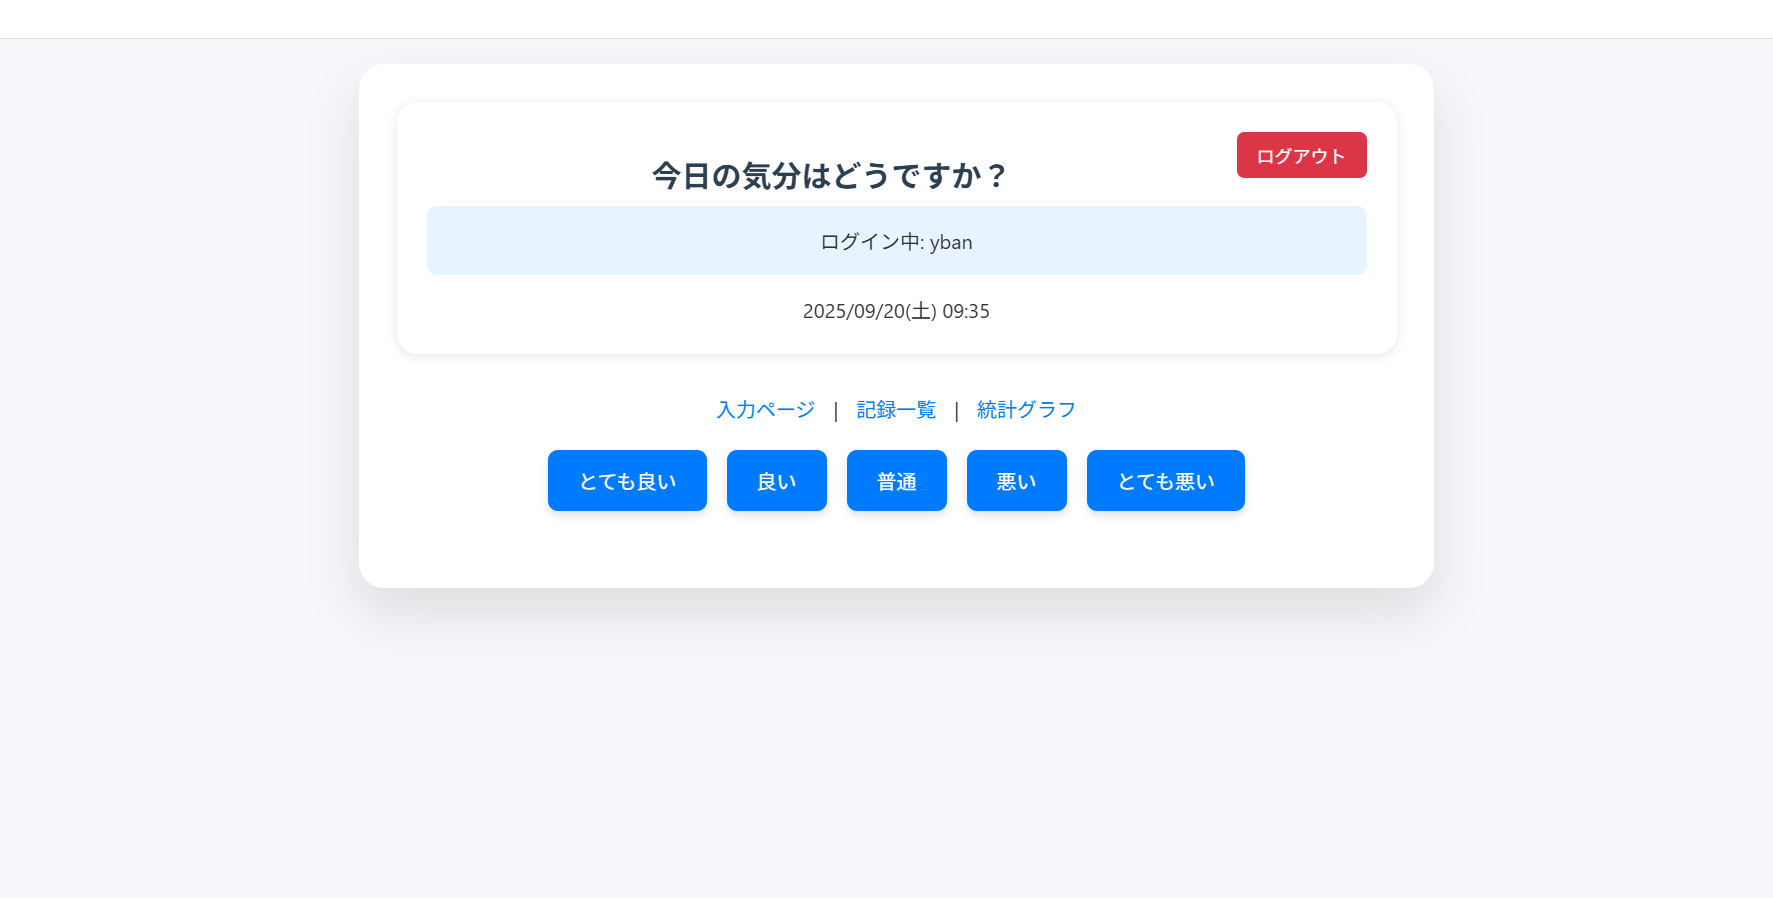 ログアウト
今日の気分はどうですか？
ログイン中: yban
2025/09/20(土) 09:35
入力ページ | 記録一覧 | 統計グラフ
とても良い 良い 普通 悪い とても悪い